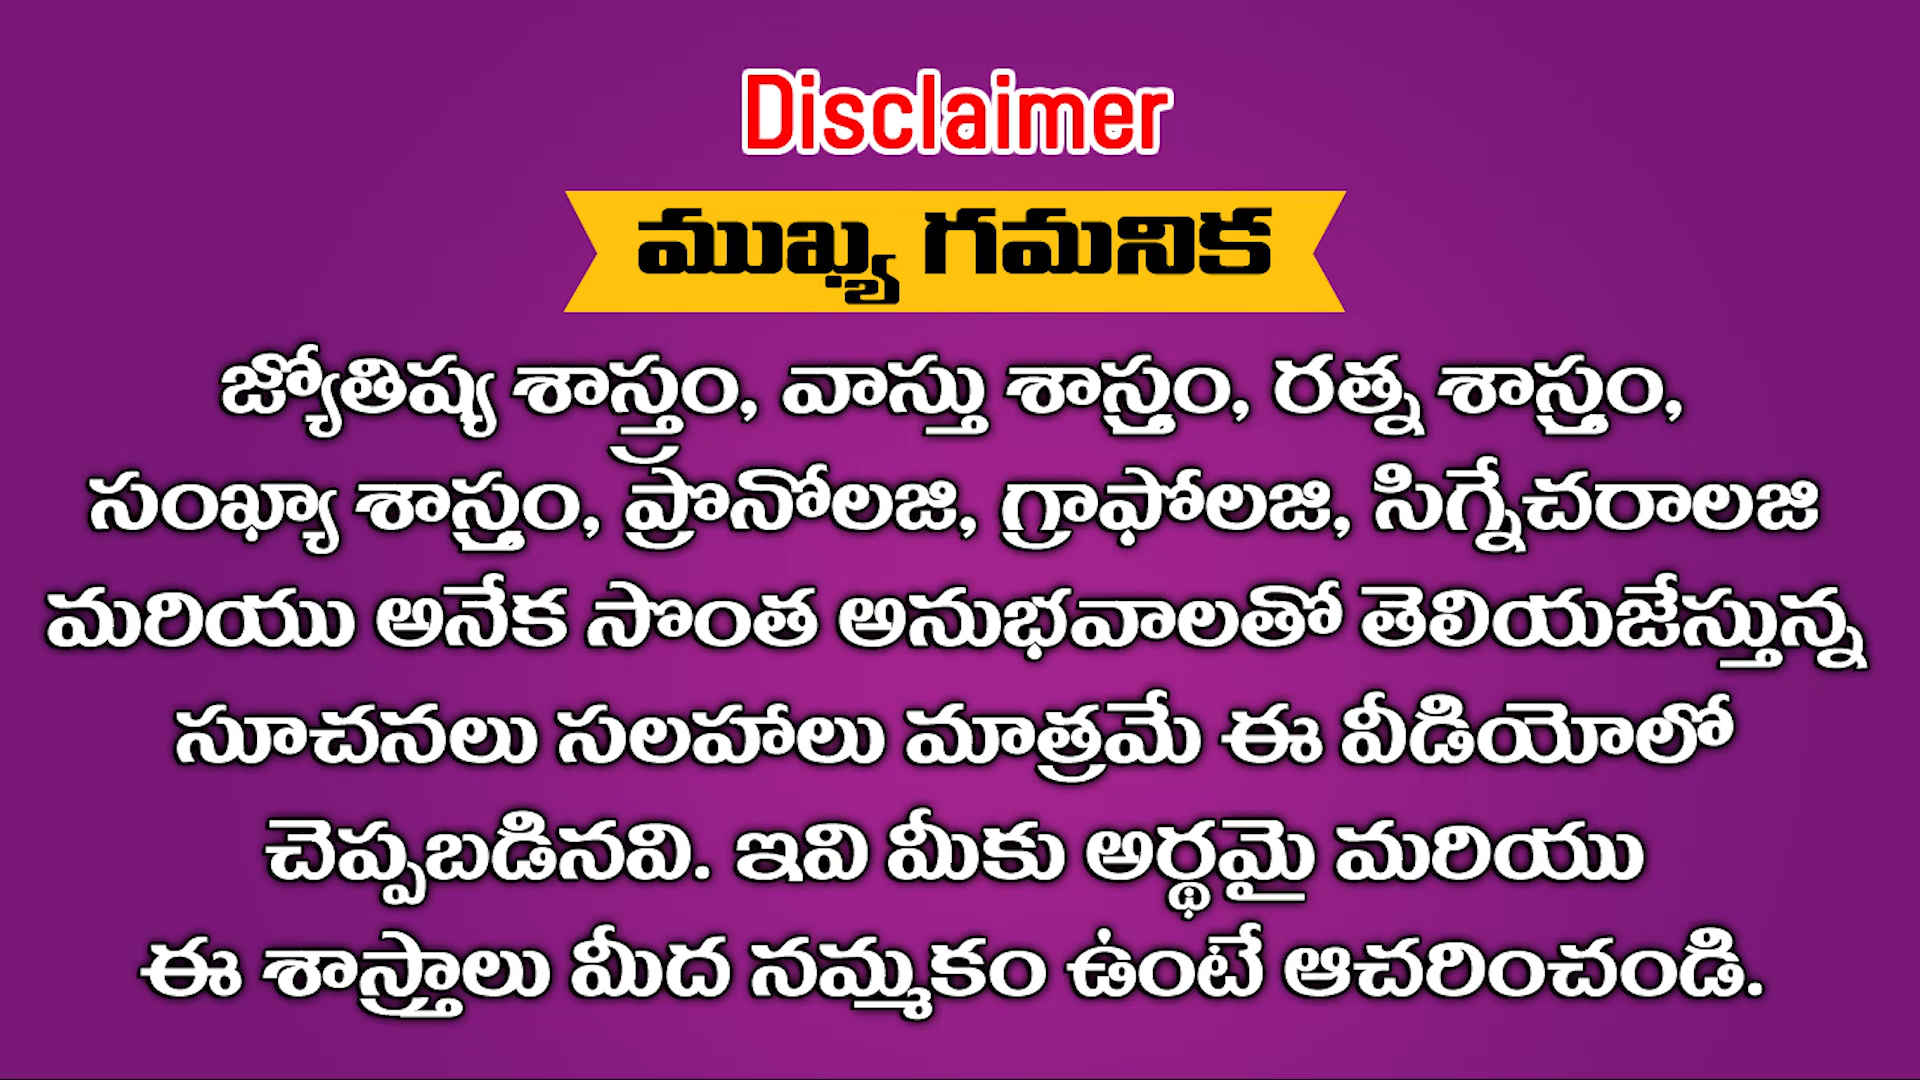 Disclaimer
ముఖ్య గమనిక
జ్యోతిష్య శాస్త్రం, వాస్తు శాస్త్రం, రత్న శాస్త్రం,
సంఖ్యా శాస్త్రం, ప్రొనోలజి, గ్రాఫోలజి, సిగ్నేచరాలజి
మరియు అనేక సొంత అనుభవాలతో తెలియజేస్తున్న
సూచనలు సలహాలు మాత్రమే ఈ వీడియోలో
చెప్పబడినవి. ఇవి మీకు అర్థమై మరియు
ఈ శాస్త్రాలు మీద నమ్మకం ఉంటే ఆచరించండి.